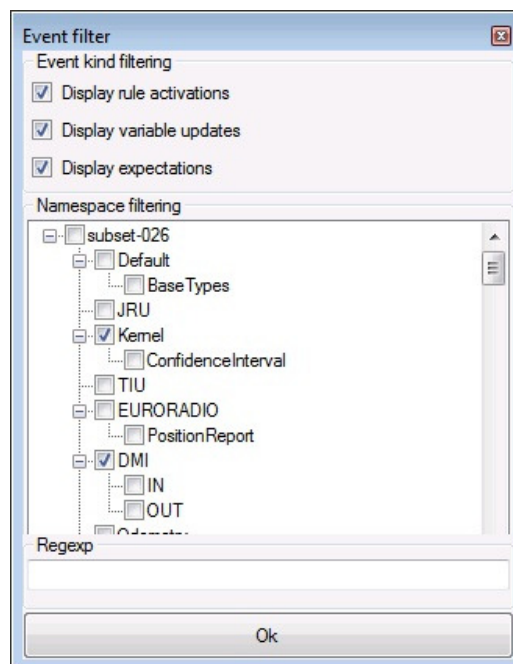 Event filter
Event kind filtering
Display rule activations
Display variable updates
Display expectations
Namespace filtering
subset-026
Default
BaseTypes
JRU
Kernel
ConfidenceInterval
TIU
EURORADIO
PositionReport
DMI
IN
OUT
Odometry
Regexp
Ok